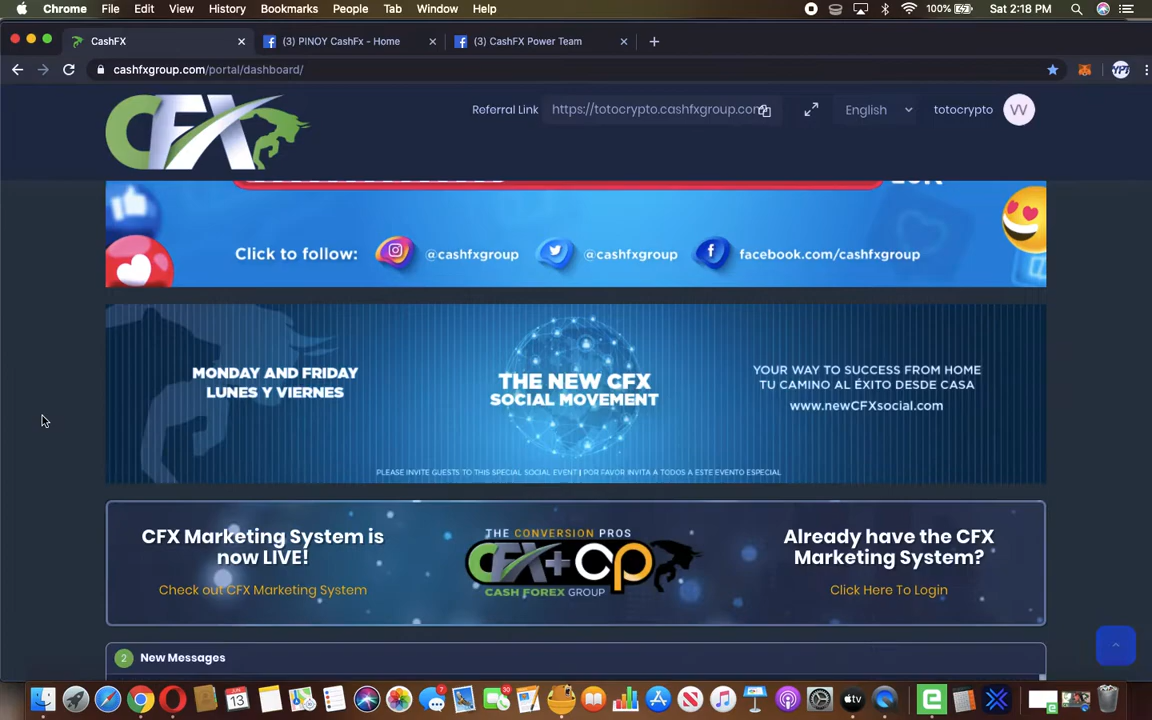 Chrome File Edit View History Bookmarks People Tab Window Help 100% Sat 2:18 PM
CashFX (3) PINOY CashFx - Home (3) CashFX Power Team
cashfxgroup.com/portal/dashboard/
YPT
CFX
Referral Link https://totocrypto.cashfxgroup.com English totocrypto VV
Click to follow: @cashfxgroup @cashfxgroup facebook.com/cashfxgroup
MONDAY AND FRIDAY
LUNES Y VIERNES
THE NEW CFX
SOCIAL MOVEMENT
YOUR WAY TO SUCCESS FROM HOME
TU CAMINO AL ÉXITO DESDE CASA
www.newCFXsocial.com
PLEASE INVITE GUESTS TO THIS SPECIAL SOCIAL EVENT | POR FAVOR INVITA A TODOS A ESTE EVENTO ESPECIAL
CFX Marketing System is
now LIVE!
Check out CFX Marketing System
THE CONVERSION PROS
CFX+CP
CASH FOREX GROUP
Already have the CFX
Marketing System?
Click Here To Login
2 New Messages
13
7
30
tv